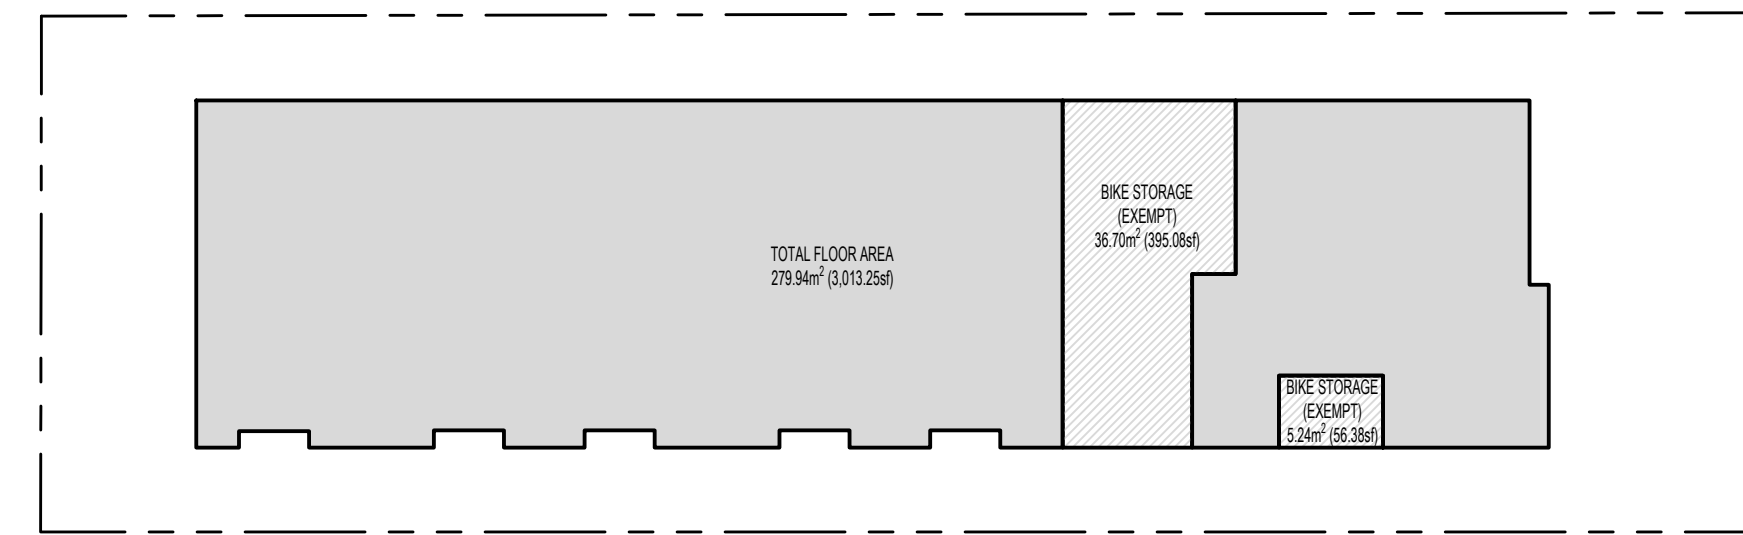 BIKE STORAGE
(EXEMPT)
36.70m² (395.08sf)
TOTAL FLOOR AREA
279.94m² (3,013.25sf)
BIKE STORAGE
(EXEMPT)
5.24m² (56.38sf)